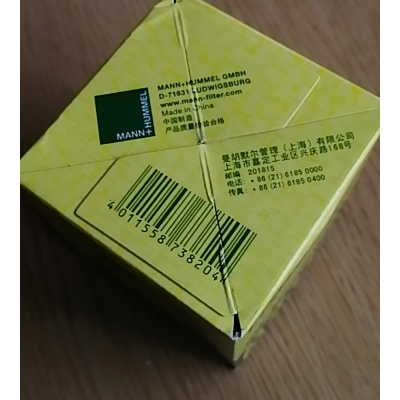 MANN+HUMMEL
MANN+HUMMEL GMBH
D-71631 LUDWIGSBURG
www.mann-filter.com
Made in China
中国制造
产品质量检验合格
曼胡默尔管理（上海）有限公司
上海市嘉定工业区兴庆路168号
邮编: 201815
电话: + 86 (21) 6185 0000
传真: + 86 (21) 6185 0400
4 011558 738204